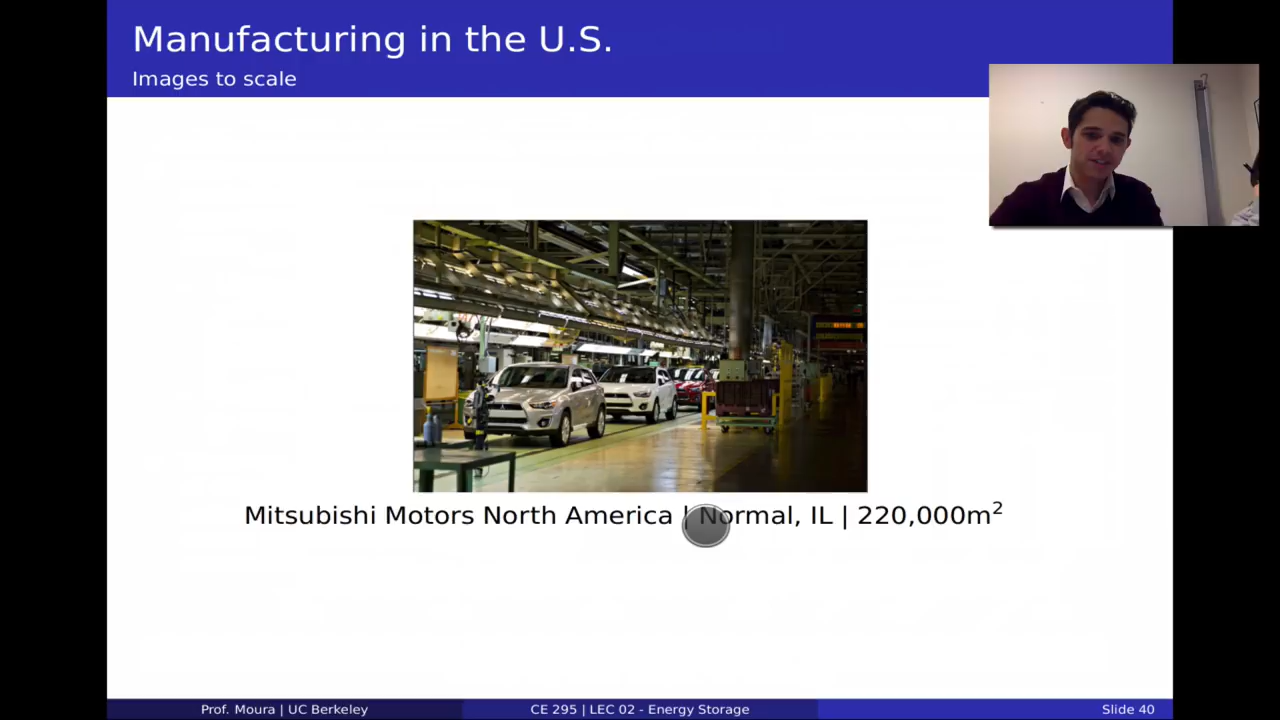 Manufacturing in the U.S.
Images to scale
Mitsubishi Motors North America | Normal, IL | 220,000m²
Prof. Moura | UC Berkeley
CE 295 | LEC 02 - Energy Storage
Slide 40